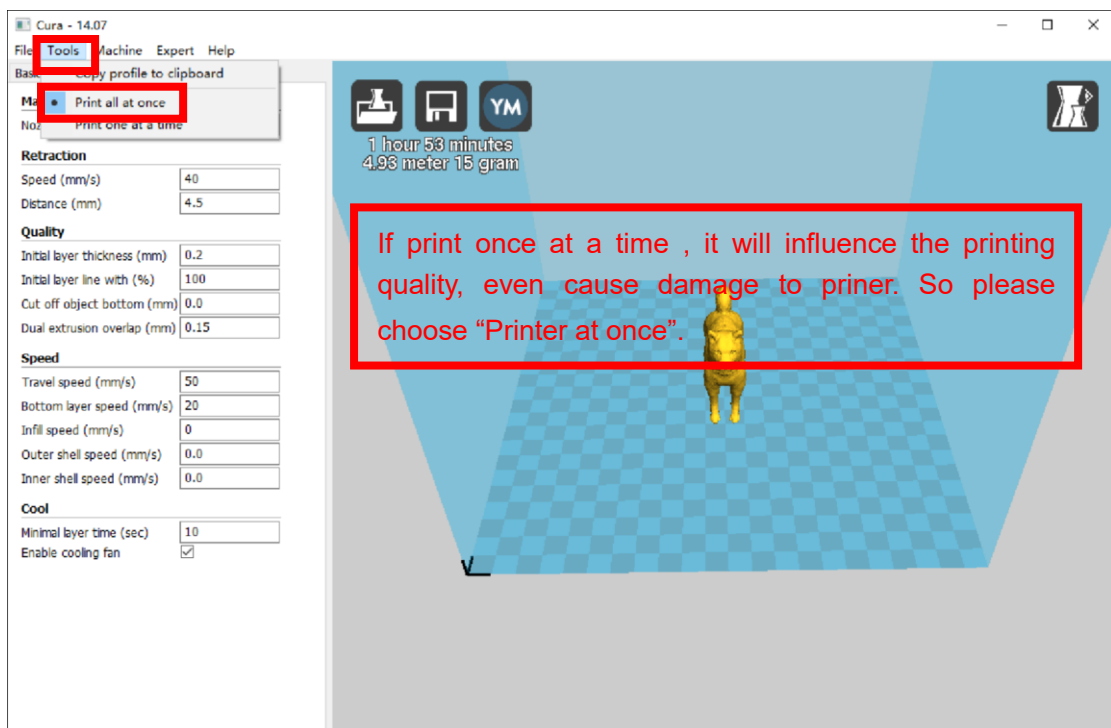 Cura - 14.07
File Tools Machine Expert Help
Basic Copy profile to clipboard
Print all at once
Print one at a time
Retraction
Speed (mm/s) 40
Distance (mm) 4.5
Quality
Initial layer thickness (mm) 0.2
Initial layer line with (%) 100
Cut off object bottom (mm) 0.0
Dual extrusion overlap (mm) 0.15
Speed
Travel speed (mm/s) 50
Bottom layer speed (mm/s) 20
Infill speed (mm/s) 0
Outer shell speed (mm/s) 0.0
Inner shell speed (mm/s) 0.0
Cool
Minimal layer time (sec) 10
Enable cooling fan
YM
1 hour 53 minutes
4.93 meter 15 gram
If print once at a time , it will influence the printing
quality, even cause damage to priner. So please
choose “Printer at once”.